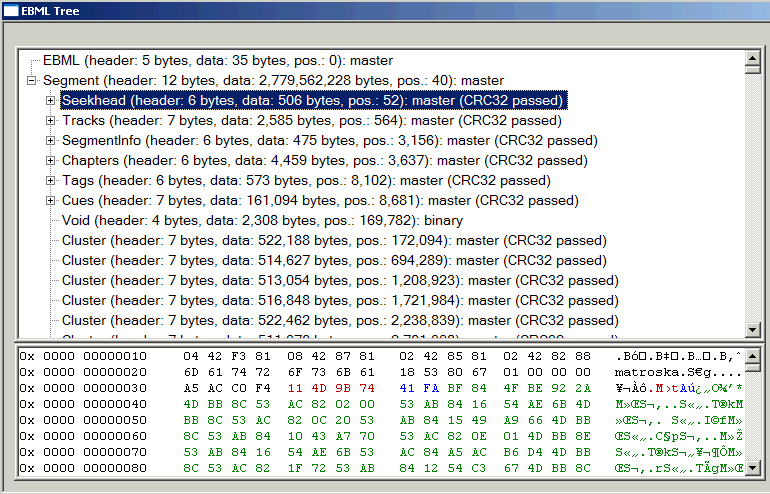 EBML Tree
EBML (header: 5 bytes, data: 35 bytes, pos.: 0): master
Segment (header: 12 bytes, data: 2,779,562,228 bytes, pos.: 40): master
Seekhead (header: 6 bytes, data: 506 bytes, pos.: 52): master (CRC32 passed)
Tracks (header: 7 bytes, data: 2,585 bytes, pos.: 564): master (CRC32 passed)
SegmentInfo (header: 6 bytes, data: 475 bytes, pos.: 3,156): master (CRC32 passed)
Chapters (header: 6 bytes, data: 4,459 bytes, pos.: 3,637): master (CRC32 passed)
Tags (header: 6 bytes, data: 573 bytes, pos.: 8,102): master (CRC32 passed)
Cues (header: 7 bytes, data: 161,094 bytes, pos.: 8,681): master (CRC32 passed)
Void (header: 4 bytes, data: 2,308 bytes, pos.: 169,782): binary
Cluster (header: 7 bytes, data: 522,188 bytes, pos.: 172,094): master (CRC32 passed)
Cluster (header: 7 bytes, data: 514,627 bytes, pos.: 694,289): master (CRC32 passed)
Cluster (header: 7 bytes, data: 513,054 bytes, pos.: 1,208,923): master (CRC32 passed)
Cluster (header: 7 bytes, data: 516,848 bytes, pos.: 1,721,984): master (CRC32 passed)
Cluster (header: 7 bytes, data: 522,462 bytes, pos.: 2,238,839): master (CRC32 passed)
0x 0000 00000010 04 42 F3 81 08 42 87 81 02 42 85 81 02 42 82 88 .Bó□.B‡□.B…□.B‚ˆ
0x 0000 00000020 6D 61 74 72 6F 73 6B 61 18 53 80 67 01 00 00 00 matroska.S€g....
0x 0000 00000030 A5 AC C0 F4 11 4D 9B 74 41 FA BF 84 4F BE 92 2A ¥¬Àô.M›tAú¿„O¾’*
0x 0000 00000040 4D BB 8C 53 AC 82 02 00 53 AB 84 16 54 AE 6B 4D M»ŒS¬‚..S«„.T®kM
0x 0000 00000050 BB 8C 53 AC 82 0C 20 53 AB 84 15 49 A9 66 4D BB »ŒS¬‚. S«„.I©fM»
0x 0000 00000060 8C 53 AB 84 10 43 A7 70 53 AC 82 0E 01 4D BB 8E ŒS«„.C§pS¬‚..M»Ž
0x 0000 00000070 53 AB 84 16 54 AE 6B 53 AC 84 A5 AC B6 D4 4D BB S«„.T®kS¬„¥¬¶ÔM»
0x 0000 00000080 8C 53 AC 82 1F 72 53 AB 84 12 54 C3 67 4D BB 8C ŒS¬‚.rS«„.TÃgM»Œ